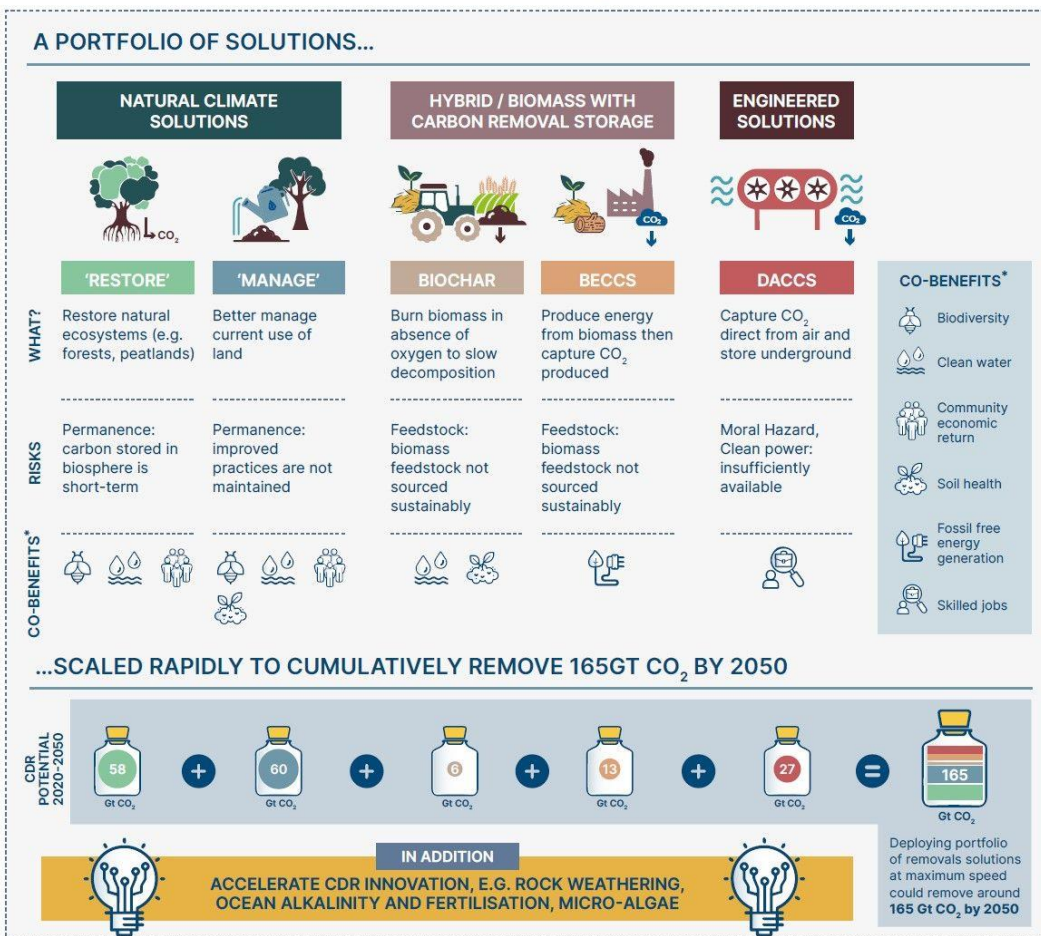 A PORTFOLIO OF SOLUTIONS...
NATURAL CLIMATE
SOLUTIONS
HYBRID / BIOMASS WITH
CARBON REMOVAL STORAGE
ENGINEERED
SOLUTIONS
CO₂
CO₂
CO₂
'RESTORE'
'MANAGE'
BIOCHAR
BECCS
DACCS
WHAT?
Restore natural
ecosystems (e.g.
forests, peatlands)
Better manage
current use of
land
Burn biomass in
absence of
oxygen to slow
decomposition
Produce energy
from biomass then
capture CO₂
produced
Capture CO₂
direct from air and
store underground
RISKS
Permanence:
carbon stored in
biosphere is
short-term
Permanence:
improved
practices are not
maintained
Feedstock:
biomass
feedstock not
sourced
sustainably
Feedstock:
biomass
feedstock not
sourced
sustainably
Moral Hazard,
Clean power:
insufficiently
available
CO-BENEFITS*
CO-BENEFITS*
Biodiversity
Clean water
Community
economic
return
Soil health
Fossil free
energy
generation
Skilled jobs
...SCALED RAPIDLY TO CUMULATIVELY REMOVE 165GT CO₂ BY 2050
CDR
POTENTIAL
2020-2050
58
Gt CO₂
+
60
Gt CO₂
+
6
Gt CO₂
+
13
Gt CO₂
+
27
Gt CO₂
=
165
Gt CO₂
Deploying portfolio
of removals solutions
at maximum speed
could remove around
165 Gt CO₂ by 2050
IN ADDITION
ACCELERATE CDR INNOVATION, E.G. ROCK WEATHERING,
OCEAN ALKALINITY AND FERTILISATION, MICRO-ALGAE